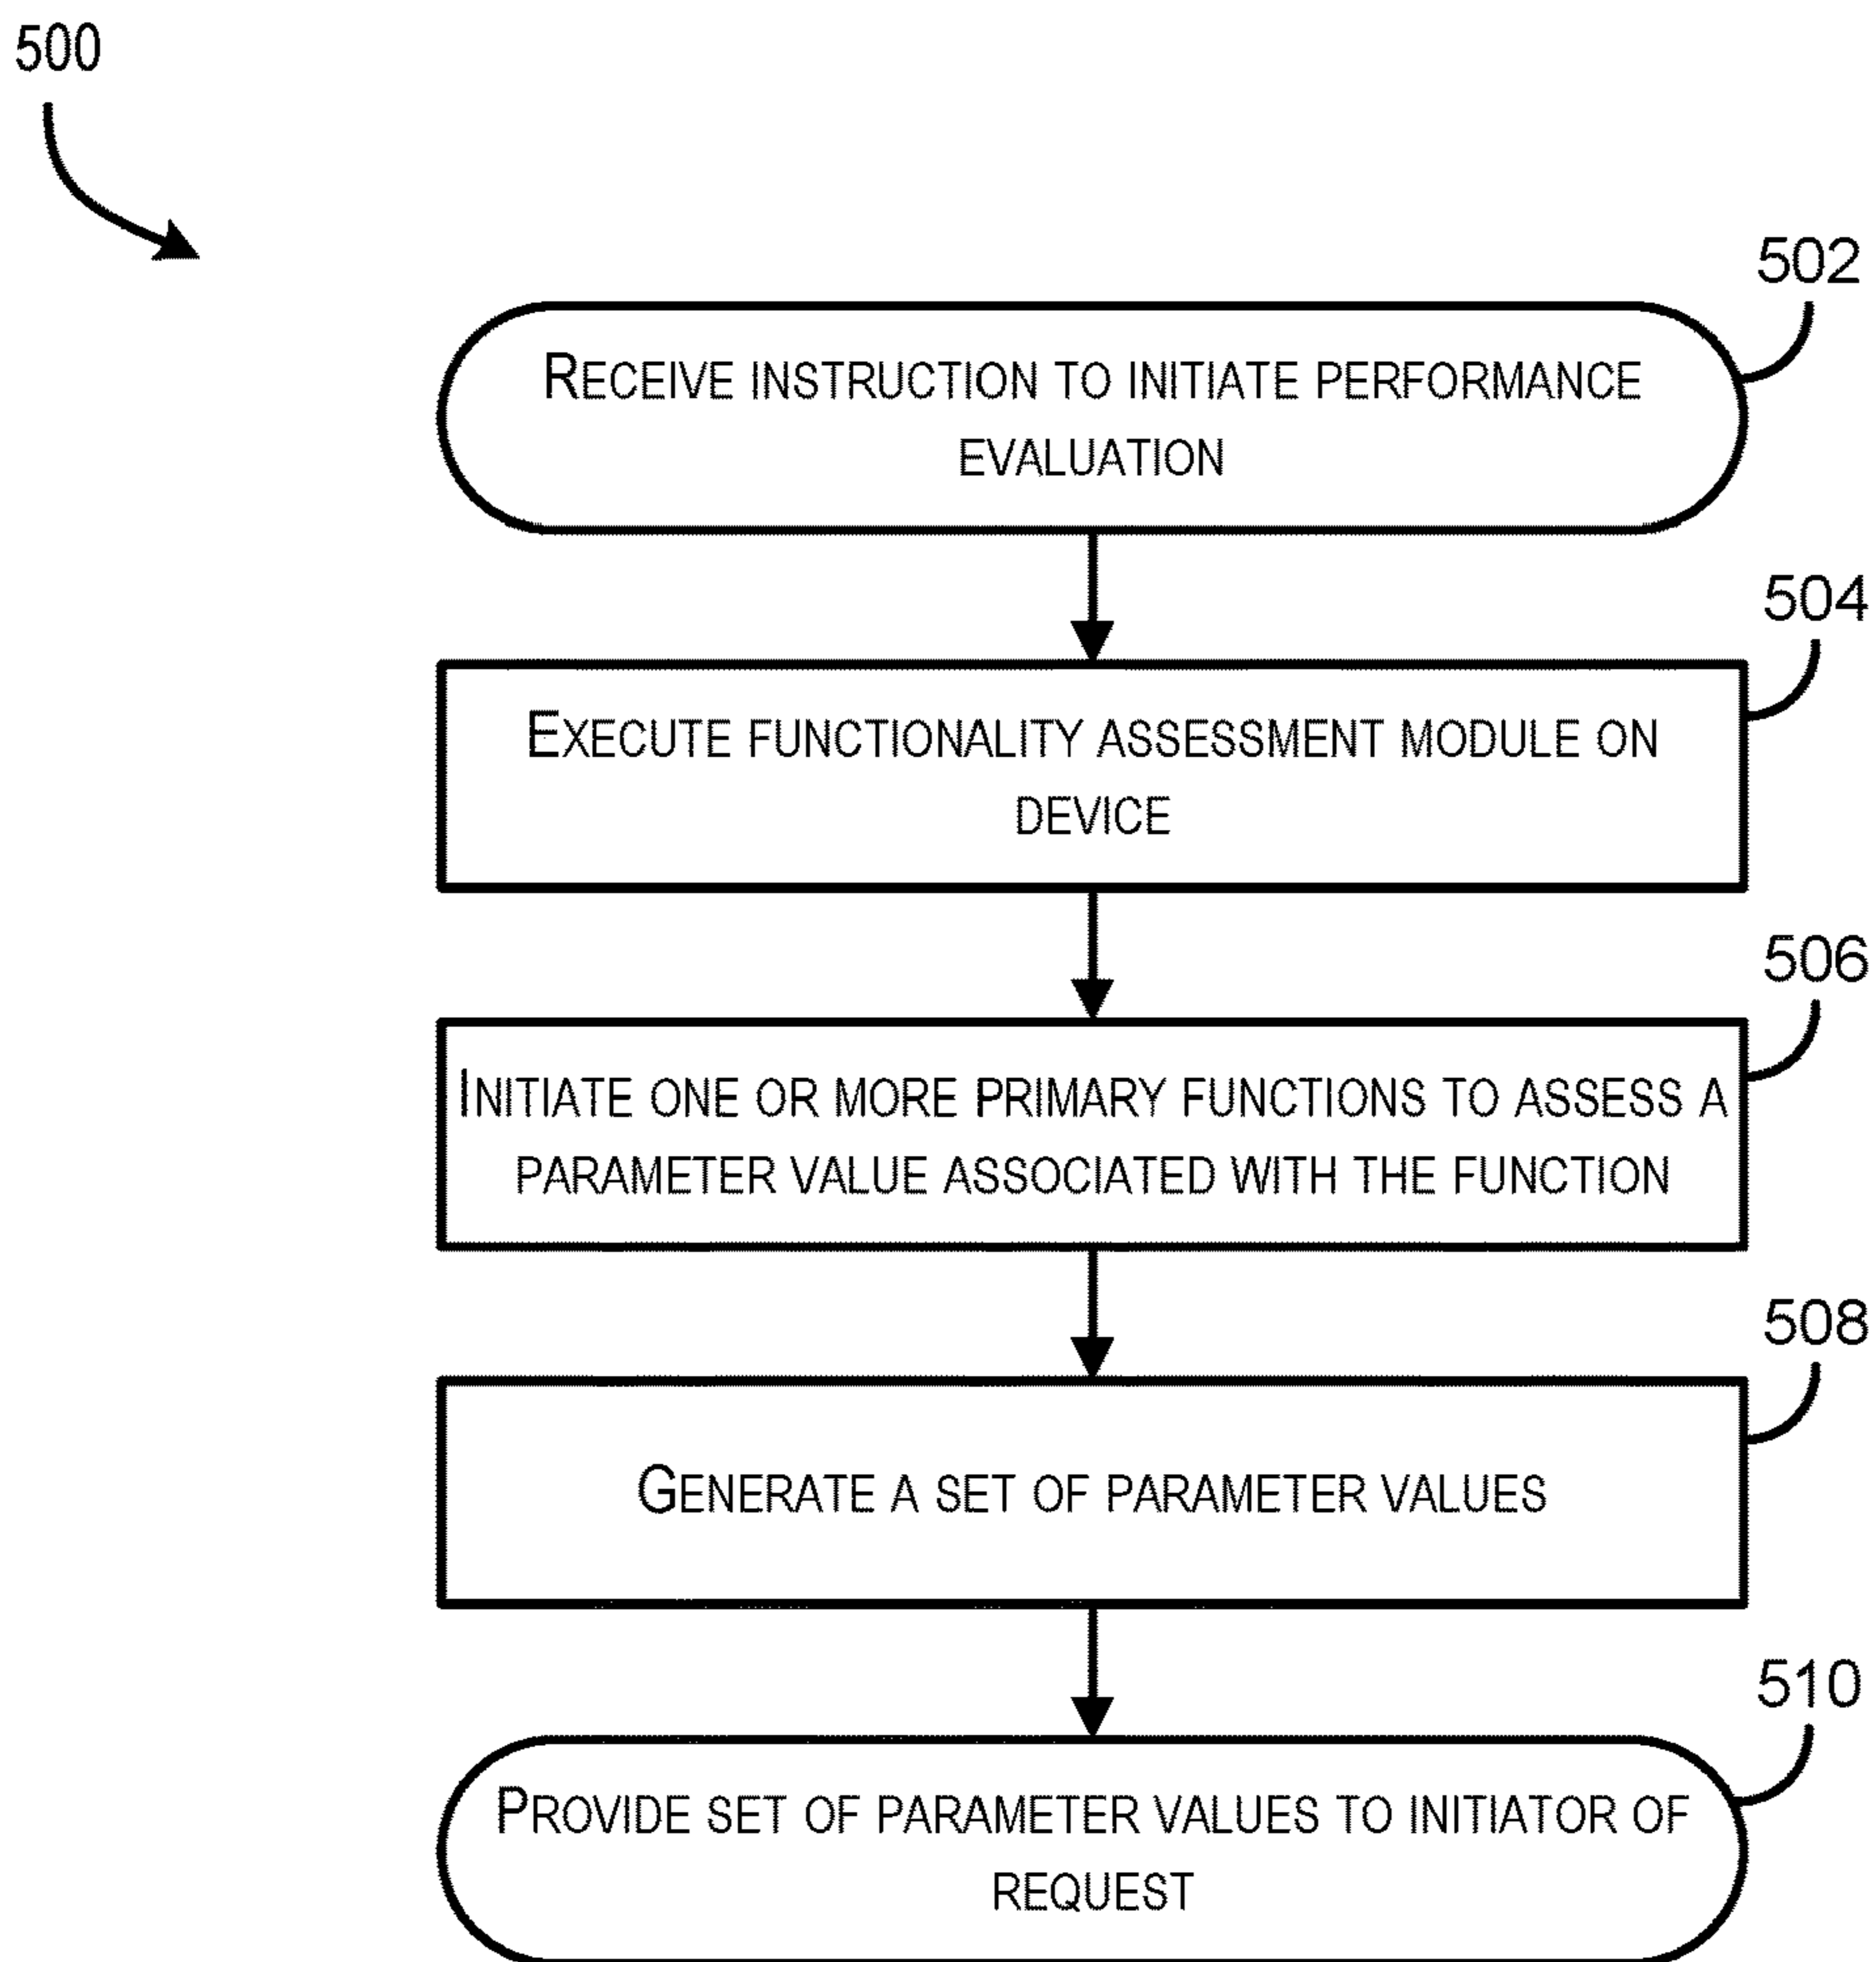 500
502
RECEIVE INSTRUCTION TO INITIATE PERFORMANCE
EVALUATION
504
EXECUTE FUNCTIONALITY ASSESSMENT MODULE ON
DEVICE
506
INITIATE ONE OR MORE PRIMARY FUNCTIONS TO ASSESS A
PARAMETER VALUE ASSOCIATED WITH THE FUNCTION
508
GENERATE A SET OF PARAMETER VALUES
510
PROVIDE SET OF PARAMETER VALUES TO INITIATOR OF
REQUEST